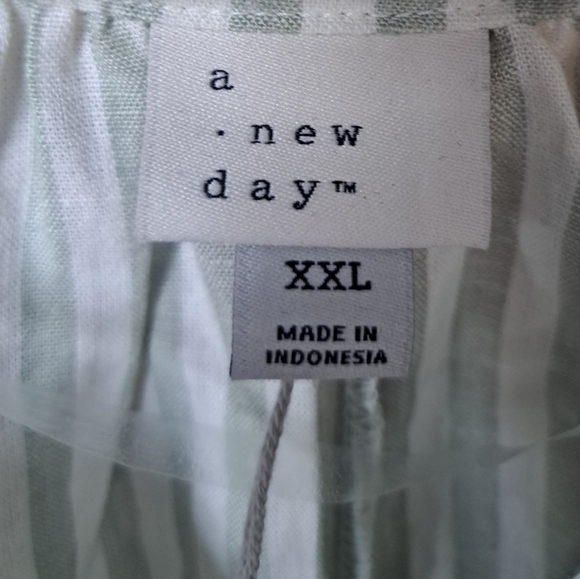 a
· new
day™
XXL
MADE IN
INDONESIA